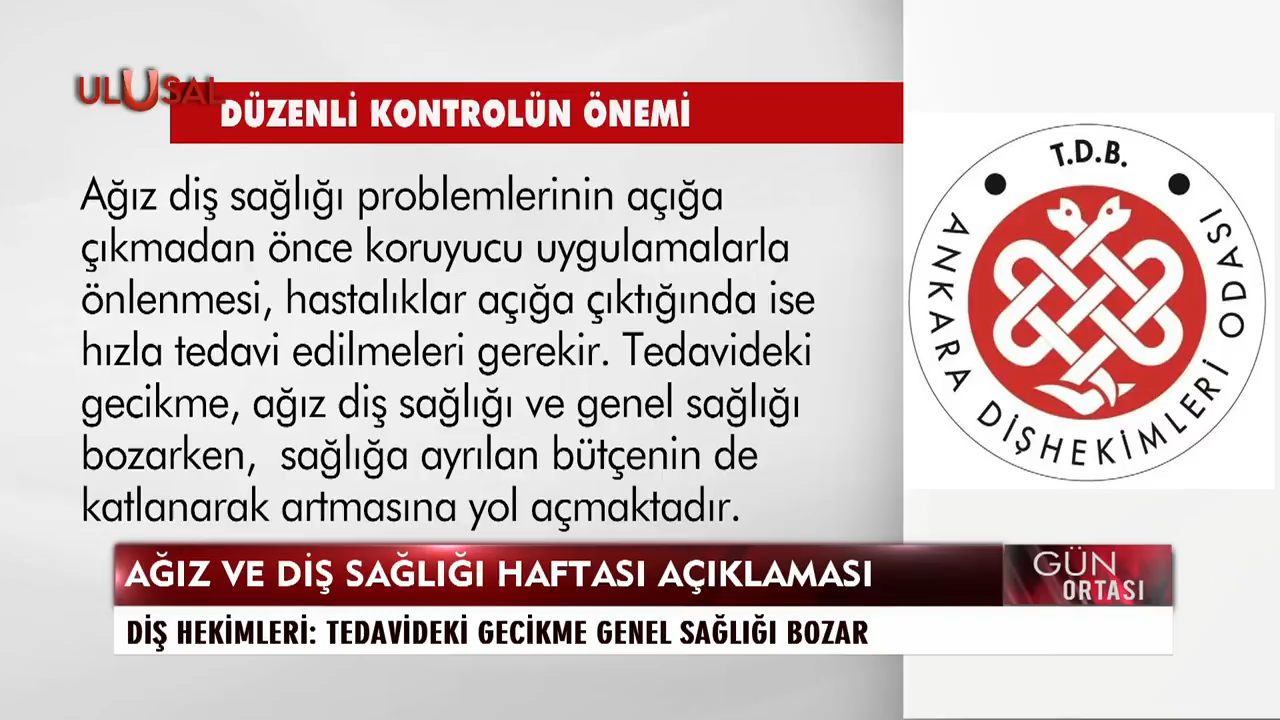 ULUSAL
DÜZENLİ KONTROLÜN ÖNEMİ
Ağız diş sağlığı problemlerinin açığa
çıkmadan önce koruyucu uygulamalarla
önlenmesi, hastalıklar açığa çıktığında ise
hızla tedavi edilmeleri gerekir. Tedavideki
gecikme, ağız diş sağlığı ve genel sağlığı
bozarken,  sağlığa ayrılan bütçenin de
katlanarak artmasına yol açmaktadır.
T.D.B.
ANKARA DİŞHEKİMLERİ ODASI
AĞIZ VE DİŞ SAĞLIĞI HAFTASI AÇIKLAMASI
GÜN
ORTASI
DİŞ HEKİMLERİ: TEDAVİDEKİ GECİKME GENEL SAĞLIĞI BOZAR